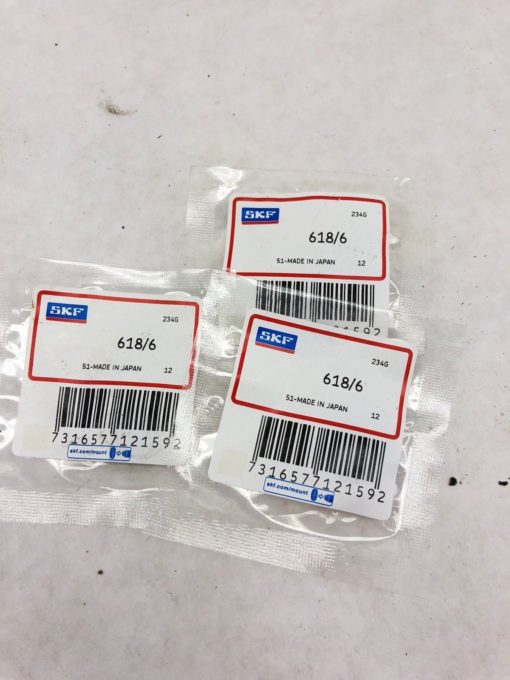 SKF
234G
618/6
51-MADE IN JAPAN 12
121592
SKF
234G
618/6
51-MADE IN JAPAN 12
7316577121592
skf.com/mount
SKF
234G
618/6
51-MADE IN JAPAN 12
7316577121592
skf.com/mount